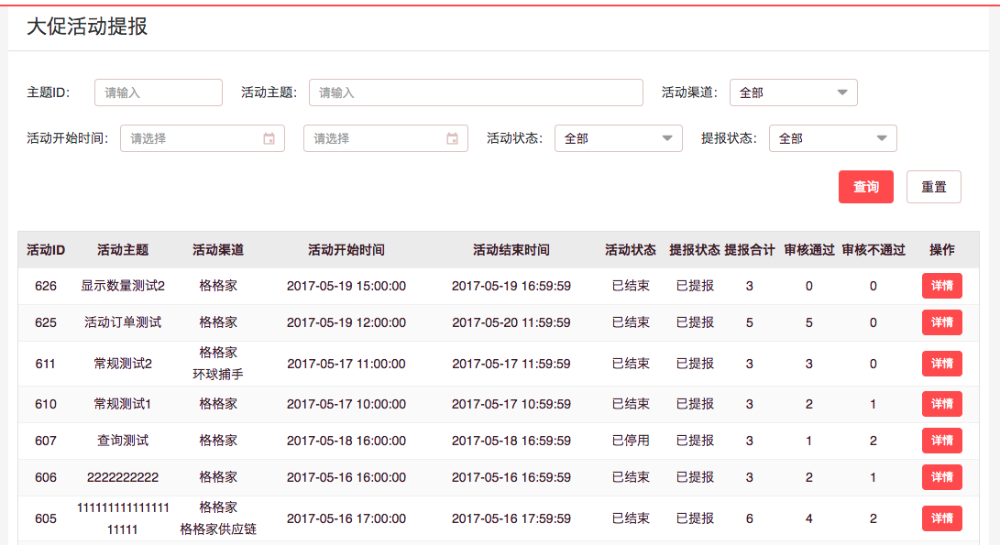 大促活动提报
主题ID: 请输入 活动主题: 请输入 活动渠道: 全部
活动开始时间: 请选择 请选择 活动状态: 全部 提报状态: 全部
查询 重置
活动ID 活动主题 活动渠道 活动开始时间 活动结束时间 活动状态 提报状态 提报合计 审核通过 审核不通过 操作
626 显示数量测试2 格格家 2017-05-19 15:00:00 2017-05-19 16:59:59 已结束 已提报 3 0 0 详情
625 活动订单测试 格格家 2017-05-19 12:00:00 2017-05-20 11:59:59 已结束 已提报 5 5 0 详情
格格家
611 常规测试2 2017-05-17 11:00:00 2017-05-17 11:59:59 已结束 已提报 3 3 0 详情
环球捕手
610 常规测试1 格格家 2017-05-17 10:00:00 2017-05-17 10:59:59 已结束 已提报 3 2 1 详情
607 查询测试 格格家 2017-05-18 16:00:00 2017-05-18 16:59:59 已停用 已提报 3 1 2 详情
606 2222222222 格格家 2017-05-16 16:00:00 2017-05-16 16:59:59 已结束 已提报 3 2 1 详情
111111111111111 格格家
605 2017-05-16 17:00:00 2017-05-16 17:59:59 已结束 已提报 6 4 2 详情
11111 格格家供应链